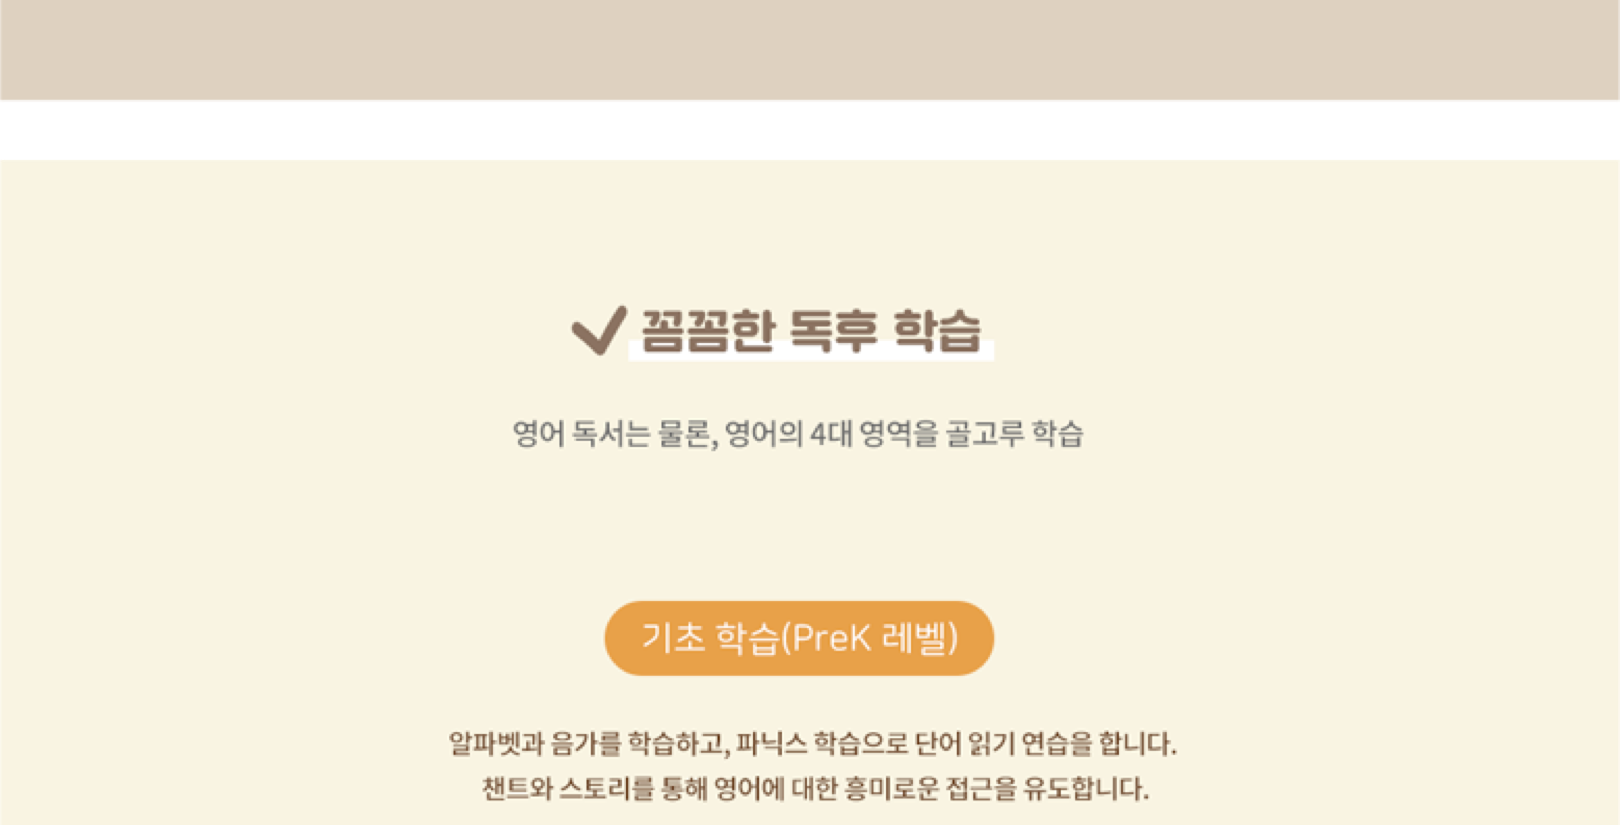 꼼꼼한 독후 학습
영어 독서는 물론, 영어의 4대 영역을 골고루 학습
기초 학습(PreK 레벨)
알파벳과 음가를 학습하고, 파닉스 학습으로 단어 읽기 연습을 합니다.
챈트와 스토리를 통해 영어에 대한 흥미로운 접근을 유도합니다.